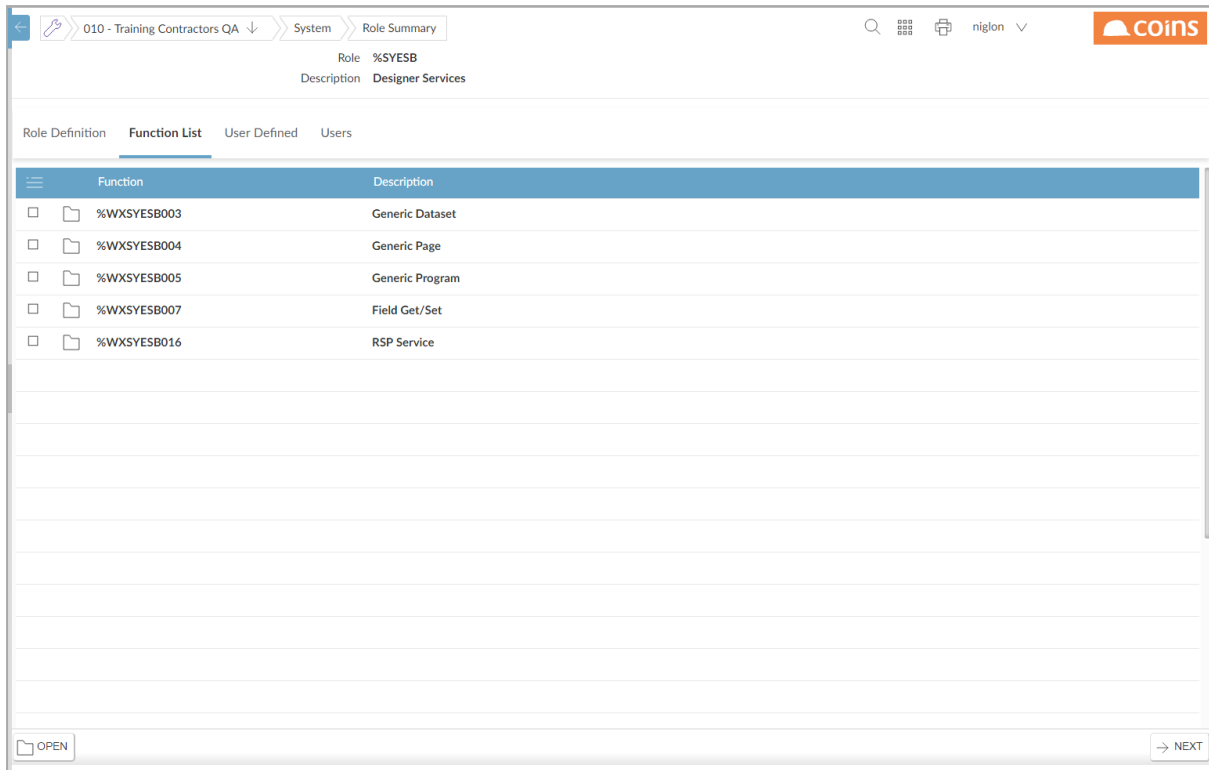 010 - Training Contractors QA System Role Summary niglon coins
Role %SYESB
Description Designer Services
Role Definition Function List User Defined Users
Function Description
%WXSYESB003 Generic Dataset
%WXSYESB004 Generic Page
%WXSYESB005 Generic Program
%WXSYESB007 Field Get/Set
%WXSYESB016 RSP Service
OPEN NEXT